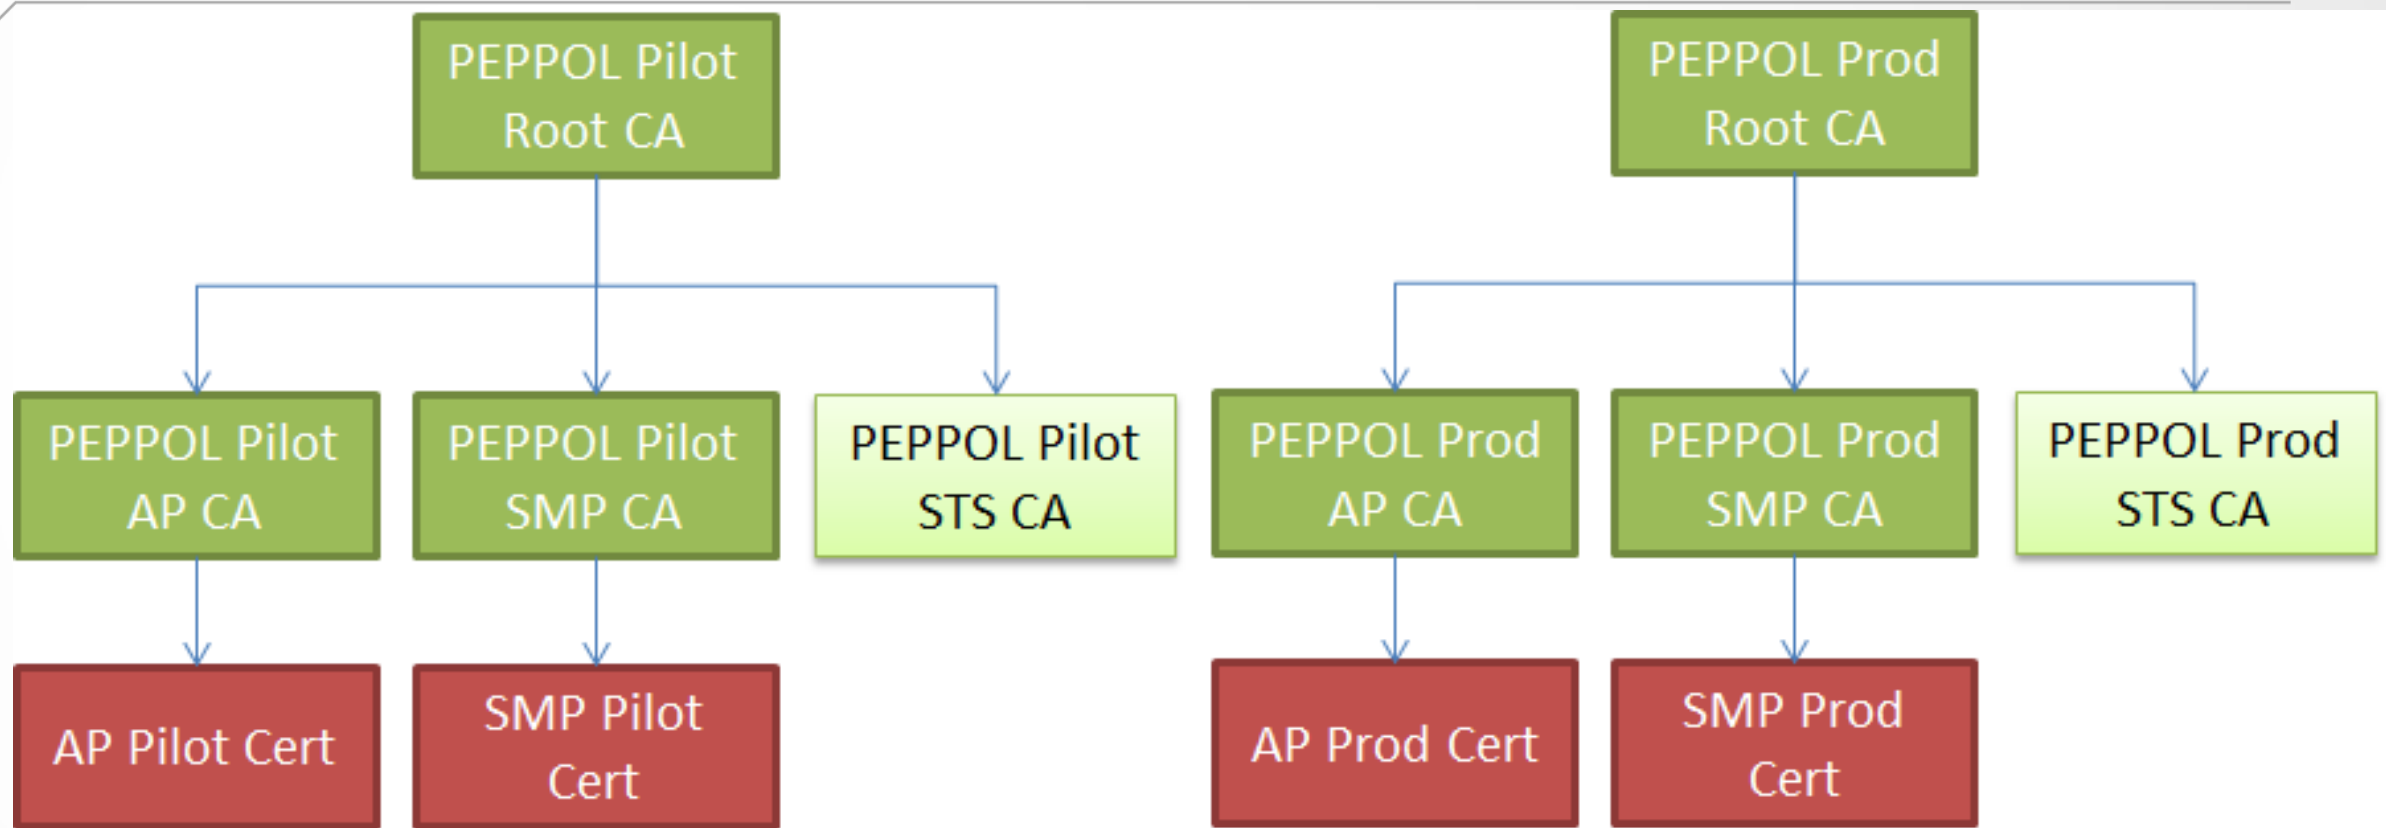 PEPPOL Pilot
Root CA
PEPPOL Prod
Root CA
PEPPOL Pilot
AP CA
PEPPOL Pilot
SMP CA
PEPPOL Pilot
STS CA
PEPPOL Prod
AP CA
PEPPOL Prod
SMP CA
PEPPOL Prod
STS CA
AP Pilot Cert
SMP Pilot
Cert
AP Prod Cert
SMP Prod
Cert